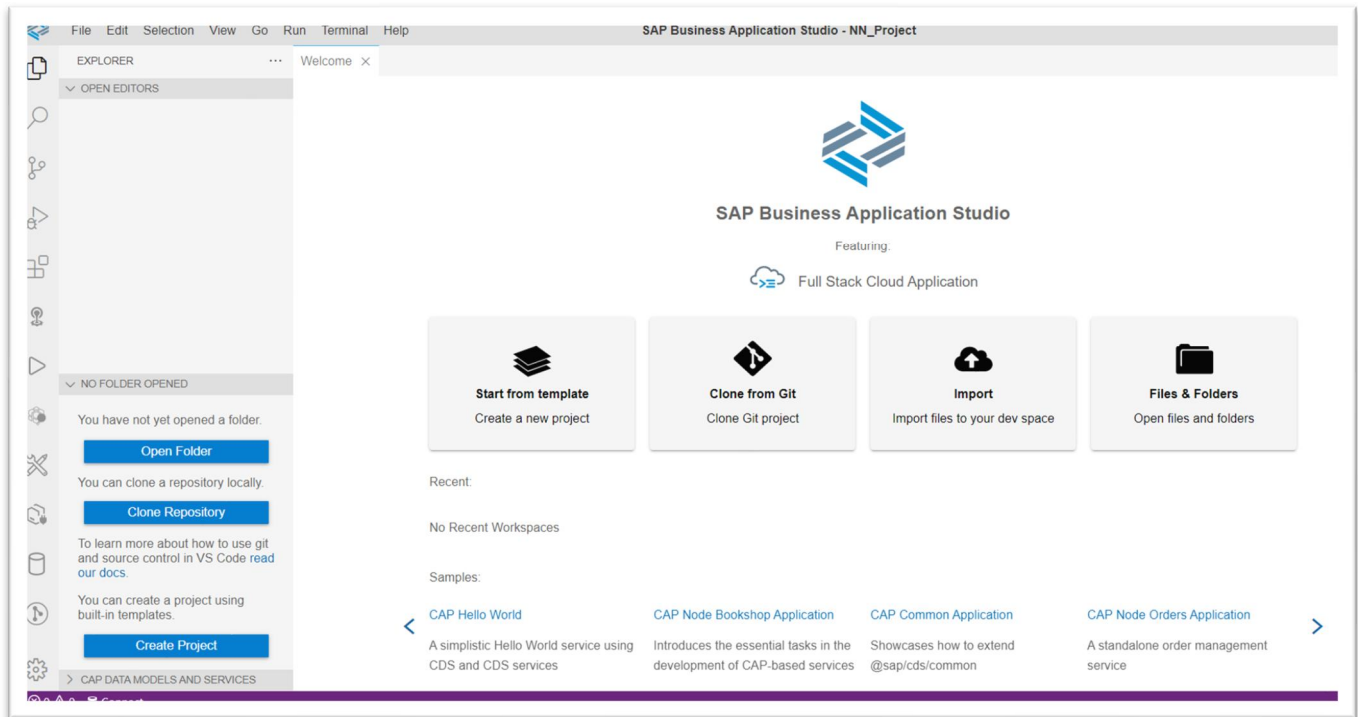 File Edit Selection View Go Run Terminal Help
SAP Business Application Studio - NN_Project
EXPLORER
Welcome
OPEN EDITORS
SAP Business Application Studio
Featuring:
Full Stack Cloud Application
Start from template
Create a new project
Clone from Git
Clone Git project
Import
Import files to your dev space
Files & Folders
Open files and folders
NO FOLDER OPENED
You have not yet opened a folder.
Open Folder
You can clone a repository locally.
Clone Repository
To learn more about how to use git
and source control in VS Code read
our docs.
You can create a project using
built-in templates.
Create Project
CAP DATA MODELS AND SERVICES
Recent:
No Recent Workspaces
Samples:
CAP Hello World
A simplistic Hello World service using
CDS and CDS services
CAP Node Bookshop Application
Introduces the essential tasks in the
development of CAP-based services
CAP Common Application
Showcases how to extend
@sap/cds/common
CAP Node Orders Application
A standalone order management
service